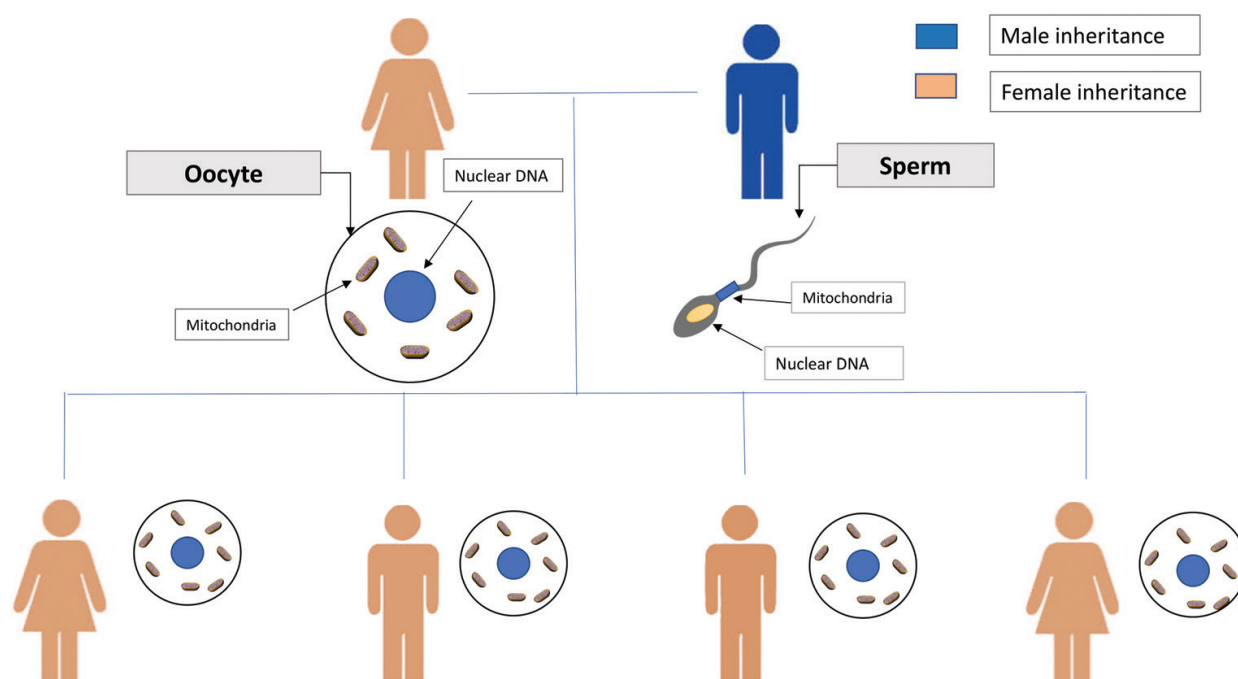 Male inheritance
Female inheritance
Oocyte
Nuclear DNA
Sperm
Mitochondria
Mitochondria
Nuclear DNA